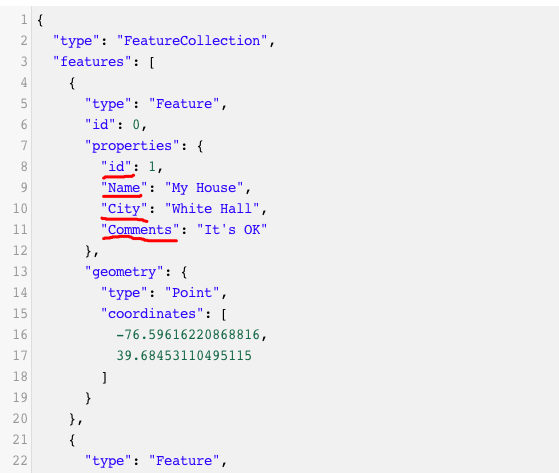 1 {
2   "type": "FeatureCollection",
3   "features": [
4     {
5       "type": "Feature",
6       "id": 0,
7       "properties": {
8         "id": 1,
9         "Name": "My House",
10         "City": "White Hall",
11         "Comments": "It's OK"
12       },
13       "geometry": {
14         "type": "Point",
15         "coordinates": [
16           -76.59616220868816,
17           39.68453110495115
18         ]
19       }
20     },
21     {
22       "type": "Feature",